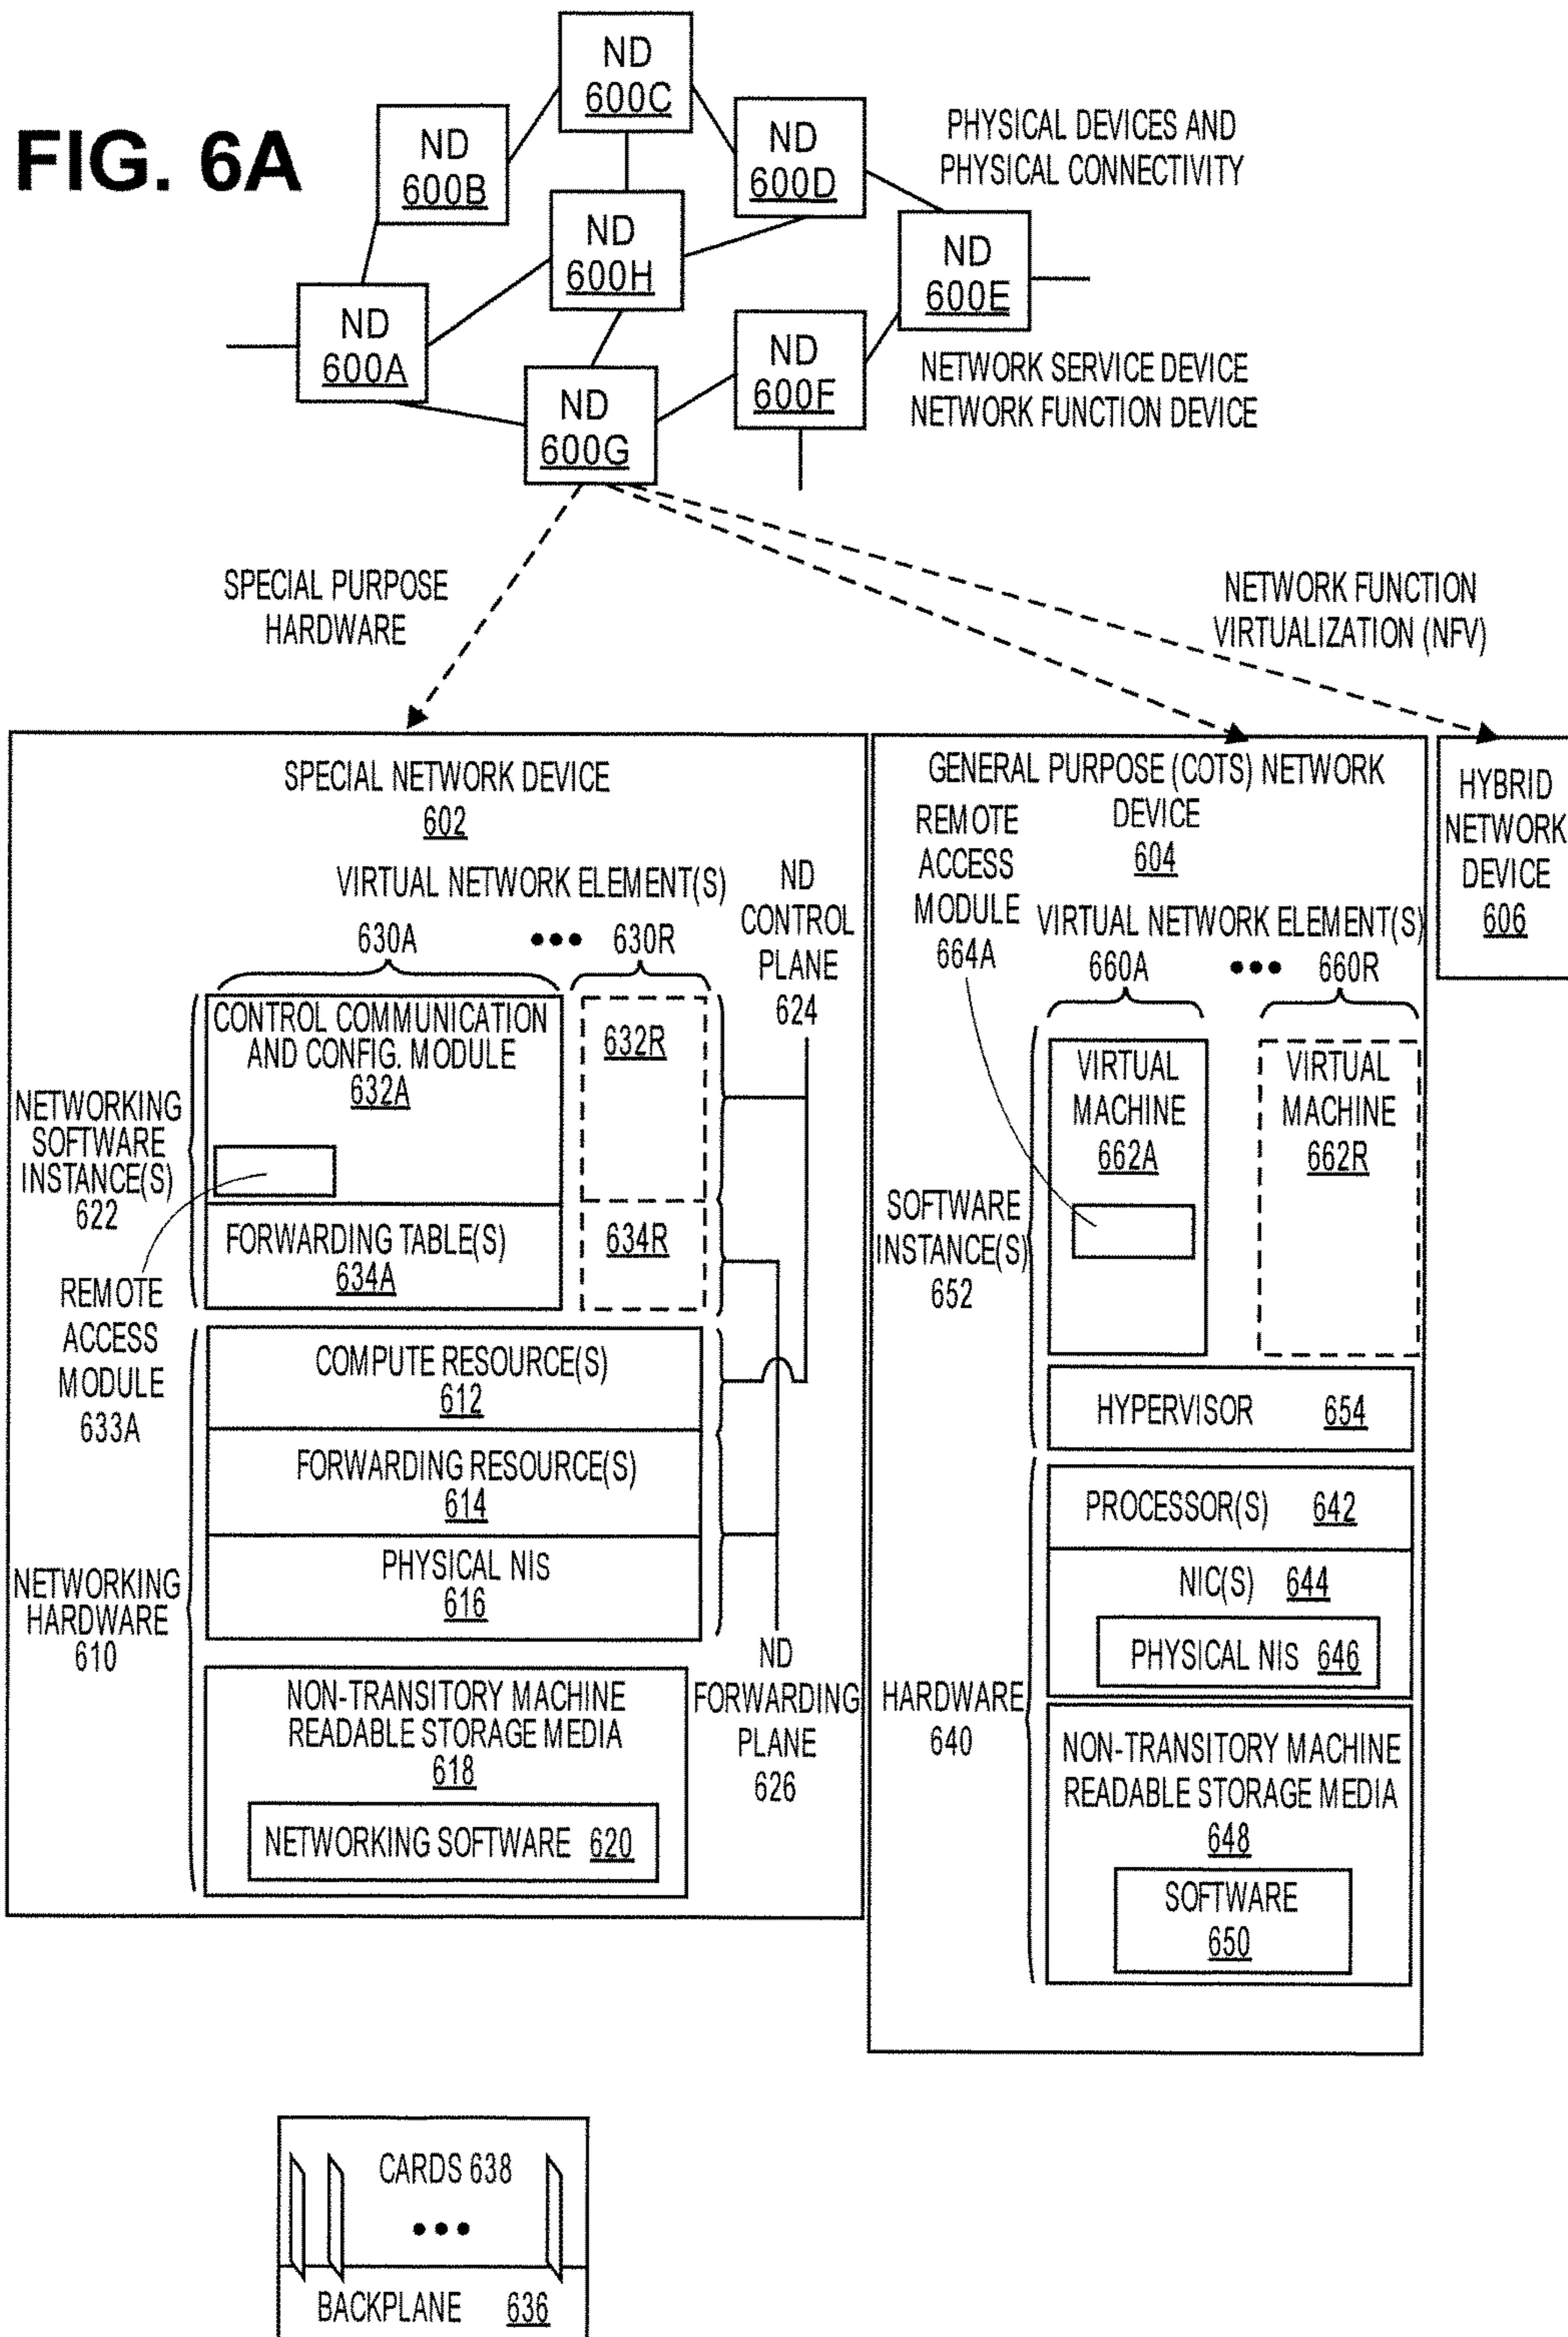 FIG. 6A
ND
600C
ND
600B
ND
600D
PHYSICAL DEVICES AND
PHYSICAL CONNECTIVITY
ND
600H
ND
600E
ND
600A
ND
600F
NETWORK SERVICE DEVICE
NETWORK FUNCTION DEVICE
ND
600G
SPECIAL PURPOSE
HARDWARE
NETWORK FUNCTION
VIRTUALIZATION (NFV)
SPECIAL NETWORK DEVICE
602
VIRTUAL NETWORK ELEMENT(S)
630A
••• 630R
ND
CONTROL
PLANE
624
CONTROL COMMUNICATION
AND CONFIG. MODULE
632A
632R
NETWORKING
SOFTWARE
INSTANCE(S)
622
FORWARDING TABLE(S)
634A
634R
REMOTE
ACCESS
MODULE
633A
COMPUTE RESOURCE(S)
612
FORWARDING RESOURCE(S)
614
PHYSICAL NIS
616
NETWORKING
HARDWARE
610
ND
FORWARDING
PLANE
626
NON-TRANSITORY MACHINE
READABLE STORAGE MEDIA
618
NETWORKING SOFTWARE 620
GENERAL PURPOSE (COTS) NETWORK
DEVICE
604
REMOTE
ACCESS
MODULE
664A
VIRTUAL NETWORK ELEMENT(S)
660A
••• 660R
VIRTUAL
MACHINE
662A
VIRTUAL
MACHINE
662R
SOFTWARE
INSTANCE(S)
652
HYPERVISOR 654
PROCESSOR(S) 642
NIC(S) 644
PHYSICAL NIS 646
HARDWARE
640
NON-TRANSITORY MACHINE
READABLE STORAGE MEDIA
648
SOFTWARE
650
HYBRID
NETWORK
DEVICE
606
CARDS 638
•••
BACKPLANE 636